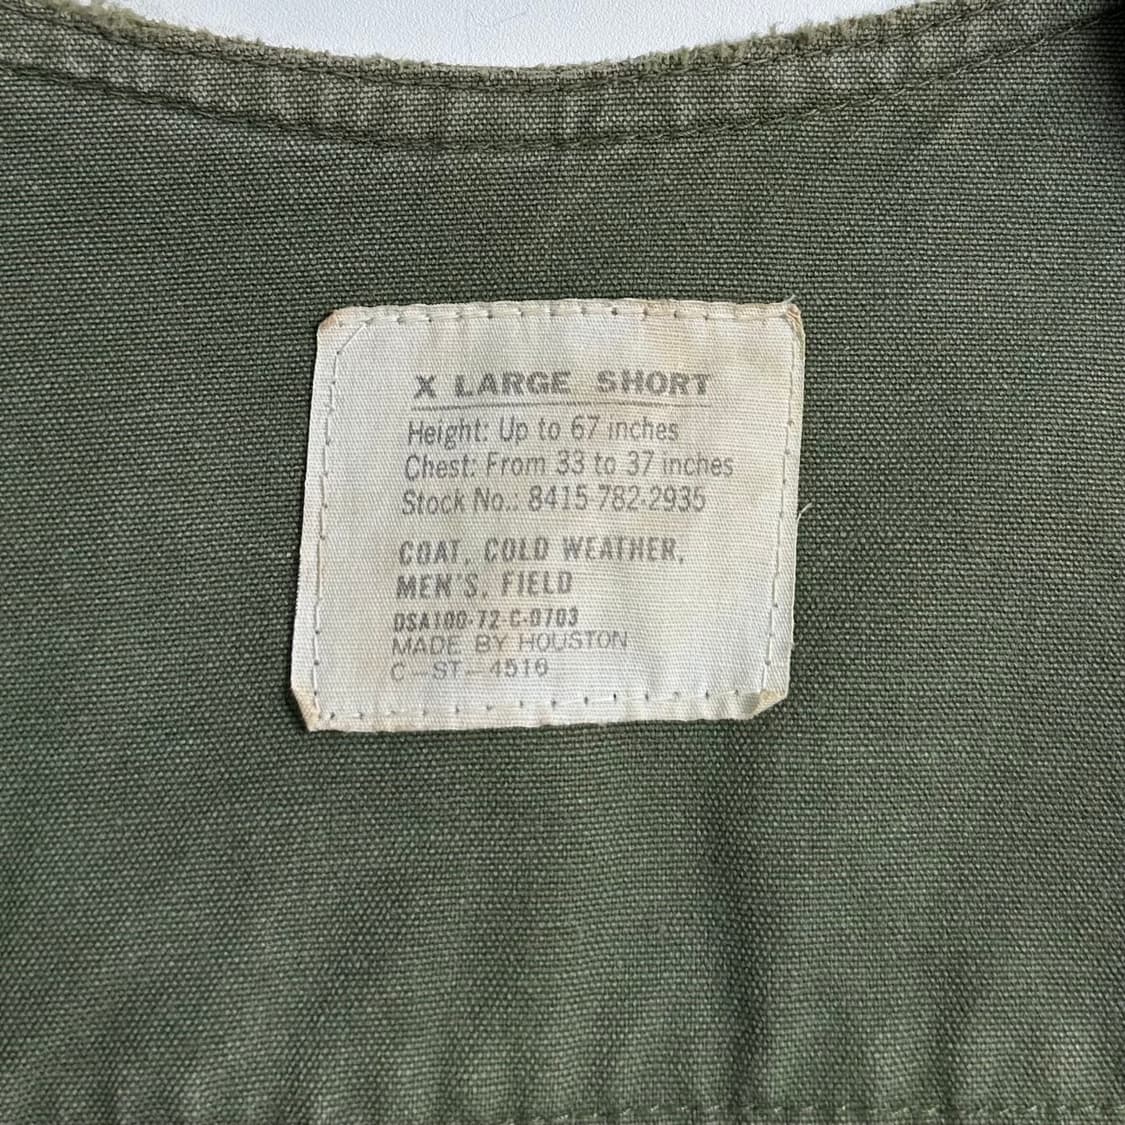 X LARGE SHORT
Height: Up to 67 inches
Chest: From 33 to 37 inches
Stock No.: 8415-782-2935
COAT, COLD WEATHER,
MEN'S, FIELD
DSA100-72-C-0703
MADE BY HOUSTON
C-ST-4516